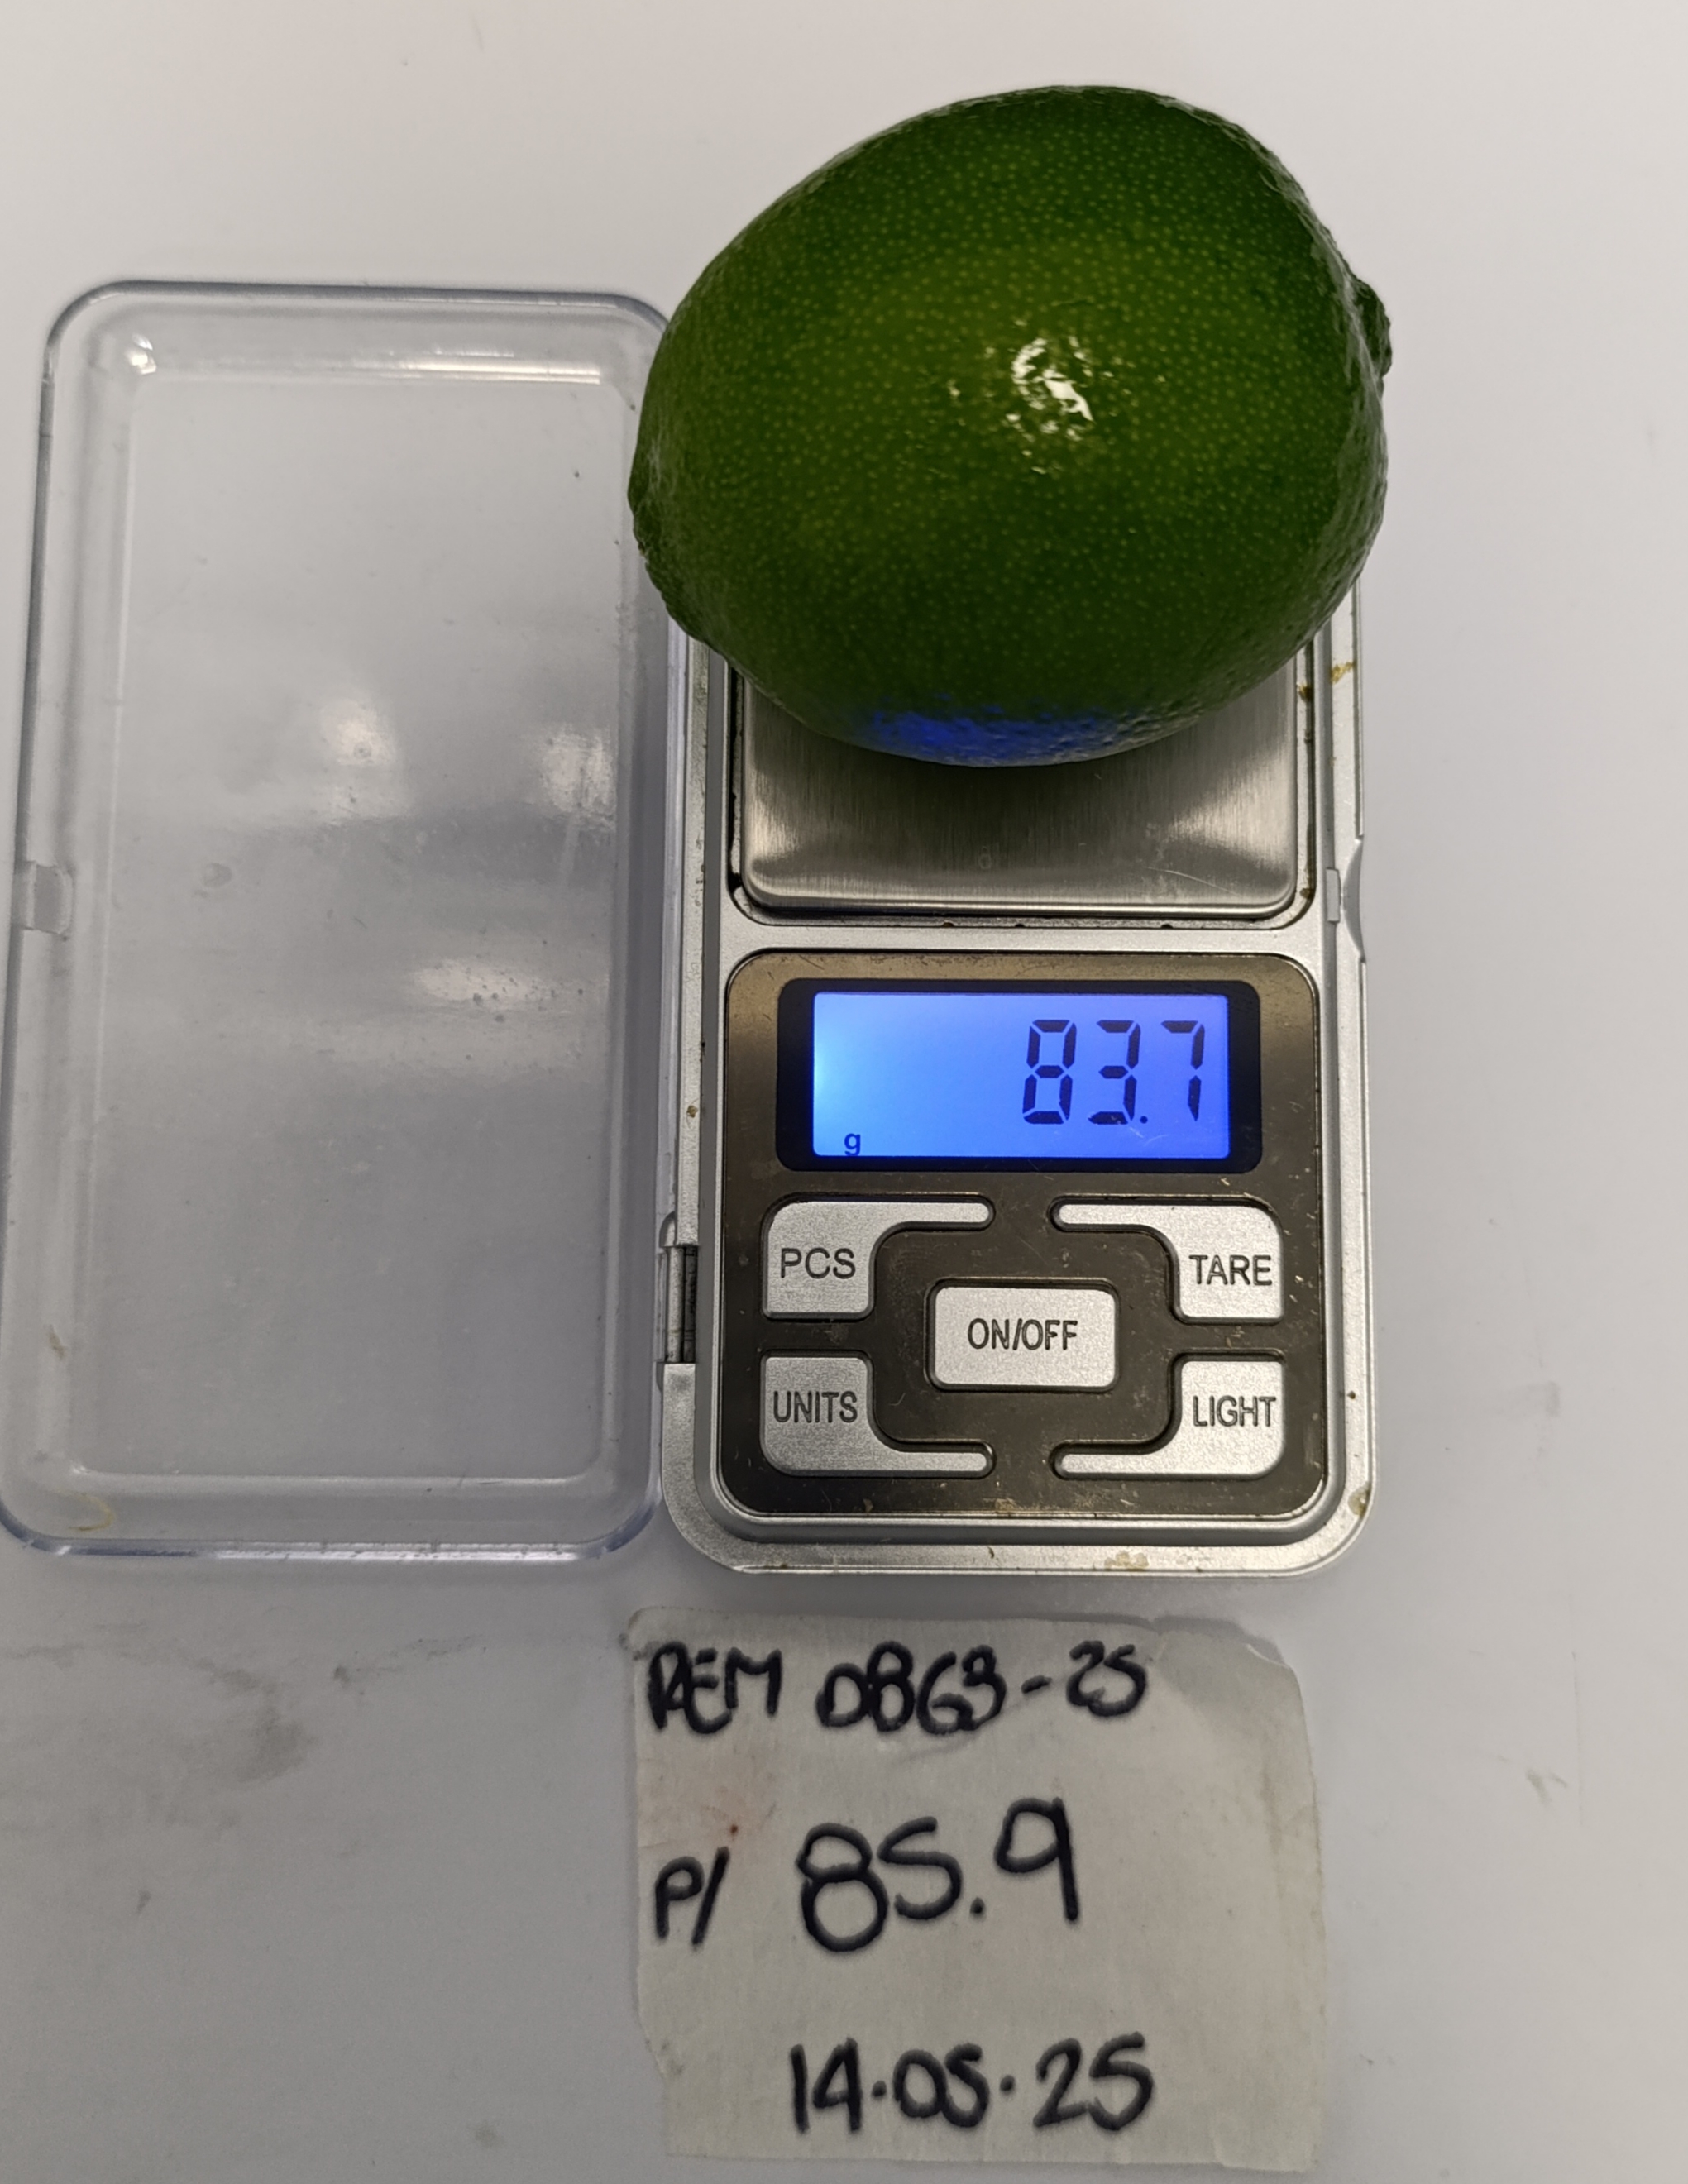 83.7
g
PCS
TARE
ON/OFF
UNITS
LIGHT
REM 0863-25
P/ 85.9
14.05.25